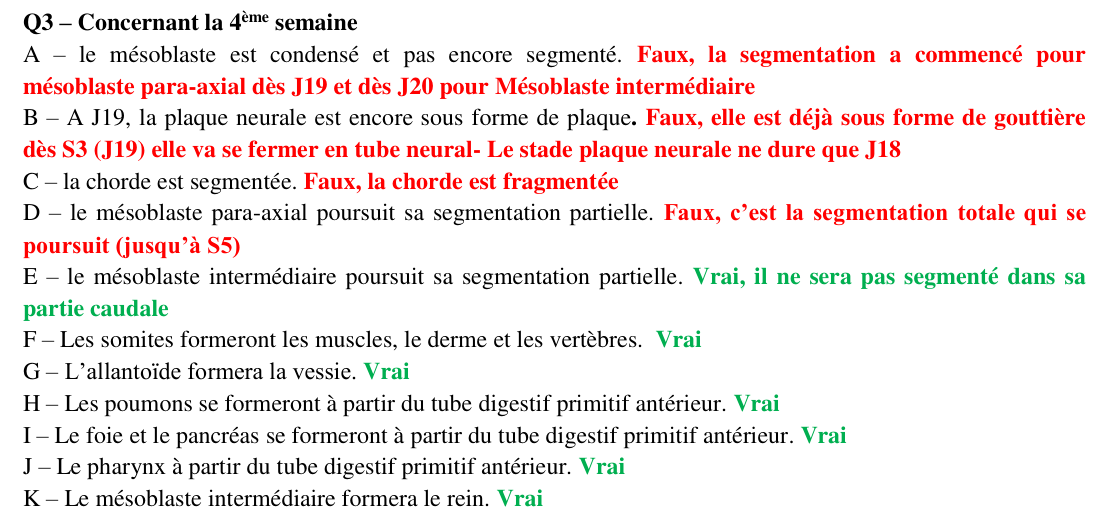 Q3 – Concernant la 4ème semaine
A – le mésoblaste est condensé et pas encore segmenté. Faux, la segmentation a commencé pour
mésoblaste para-axial dès J19 et dès J20 pour Mésoblaste intermédiaire
B – A J19, la plaque neurale est encore sous forme de plaque. Faux, elle est déjà sous forme de gouttière
dès S3 (J19) elle va se fermer en tube neural- Le stade plaque neurale ne dure que J18
C – la chorde est segmentée. Faux, la chorde est fragmentée
D – le mésoblaste para-axial poursuit sa segmentation partielle. Faux, c’est la segmentation totale qui se
poursuit (jusqu’à S5)
E – le mésoblaste intermédiaire poursuit sa segmentation partielle. Vrai, il ne sera pas segmenté dans sa
partie caudale
F – Les somites formeront les muscles, le derme et les vertèbres. Vrai
G – L’allantoïde formera la vessie. Vrai
H – Les poumons se formeront à partir du tube digestif primitif antérieur. Vrai
I – Le foie et le pancréas se formeront à partir du tube digestif primitif antérieur. Vrai
J – Le pharynx à partir du tube digestif primitif antérieur. Vrai
K – Le mésoblaste intermédiaire formera le rein. Vrai